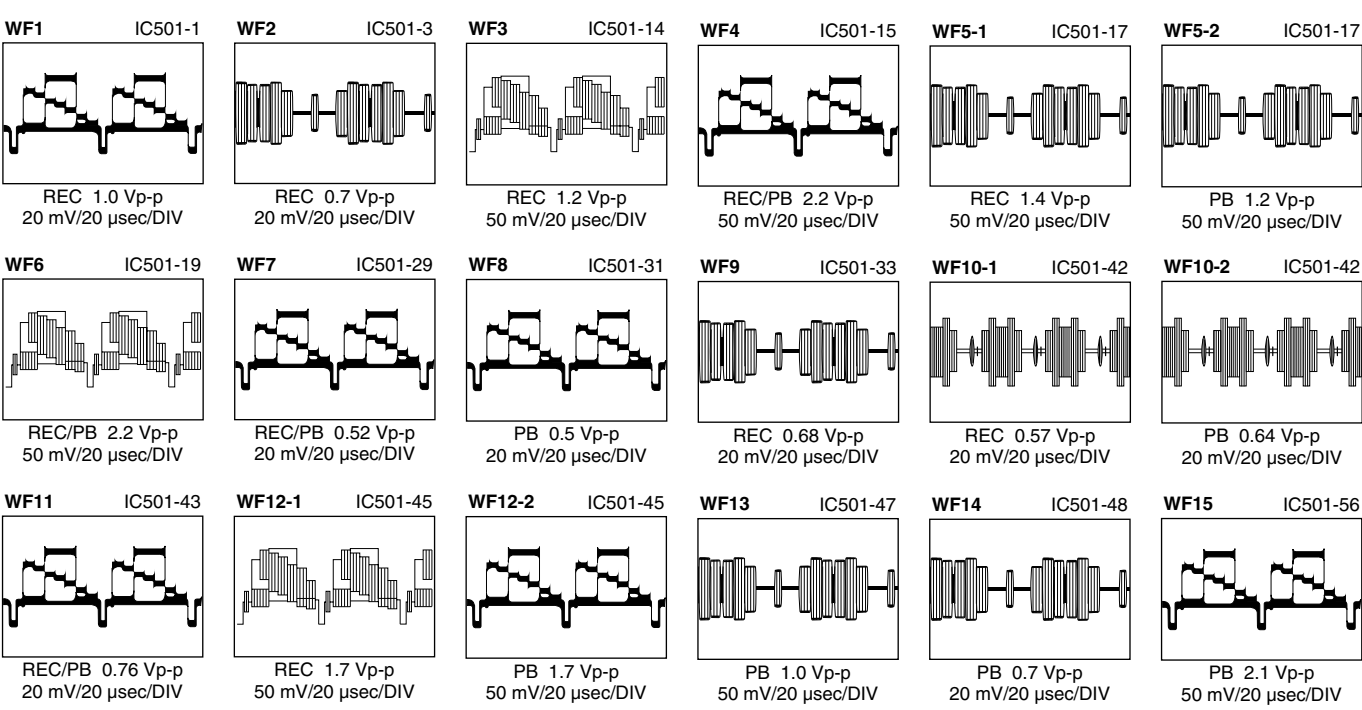 WF1 IC501-1
REC 1.0 Vp-p
20 mV/20 µsec/DIV
WF2 IC501-3
REC 0.7 Vp-p
20 mV/20 µsec/DIV
WF3 IC501-14
REC 1.2 Vp-p
50 mV/20 µsec/DIV
WF4 IC501-15
REC/PB 2.2 Vp-p
50 mV/20 µsec/DIV
WF5-1 IC501-17
REC 1.4 Vp-p
50 mV/20 µsec/DIV
WF5-2 IC501-17
PB 1.2 Vp-p
50 mV/20 µsec/DIV
WF6 IC501-19
REC/PB 2.2 Vp-p
50 mV/20 µsec/DIV
WF7 IC501-29
REC/PB 0.52 Vp-p
20 mV/20 µsec/DIV
WF8 IC501-31
PB 0.5 Vp-p
20 mV/20 µsec/DIV
WF9 IC501-33
REC 0.68 Vp-p
20 mV/20 µsec/DIV
WF10-1 IC501-42
REC 0.57 Vp-p
20 mV/20 µsec/DIV
WF10-2 IC501-42
PB 0.64 Vp-p
20 mV/20 µsec/DIV
WF11 IC501-43
REC/PB 0.76 Vp-p
20 mV/20 µsec/DIV
WF12-1 IC501-45
REC 1.7 Vp-p
50 mV/20 µsec/DIV
WF12-2 IC501-45
PB 1.7 Vp-p
50 mV/20 µsec/DIV
WF13 IC501-47
PB 1.0 Vp-p
50 mV/20 µsec/DIV
WF14 IC501-48
PB 0.7 Vp-p
20 mV/20 µsec/DIV
WF15 IC501-56
PB 2.1 Vp-p
50 mV/20 µsec/DIV